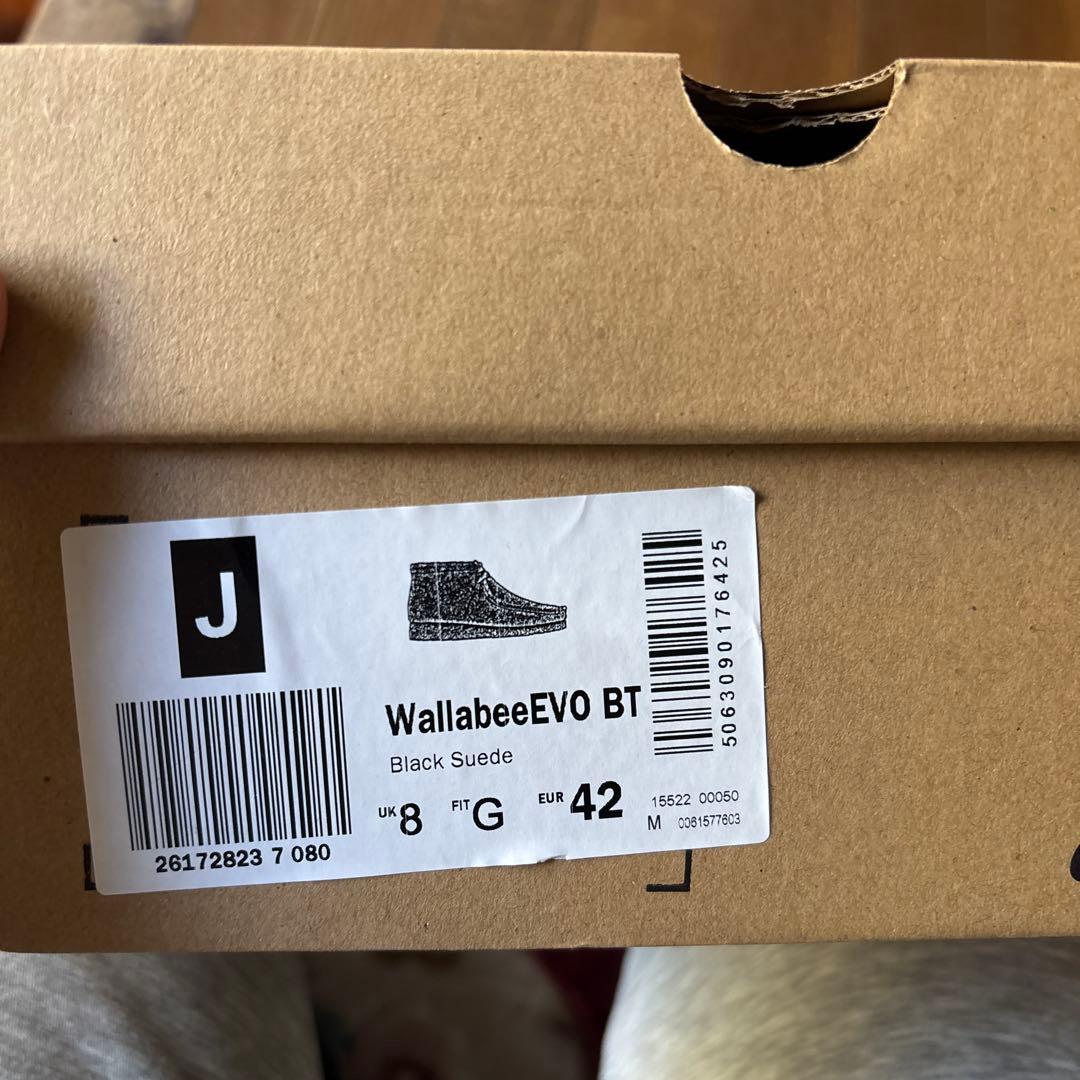 J
WallabeeEVO BT
Black Suede
UK 8 FIT G EUR 42
26172823 7 080
5063090176425
15522 00050
M 0061577603